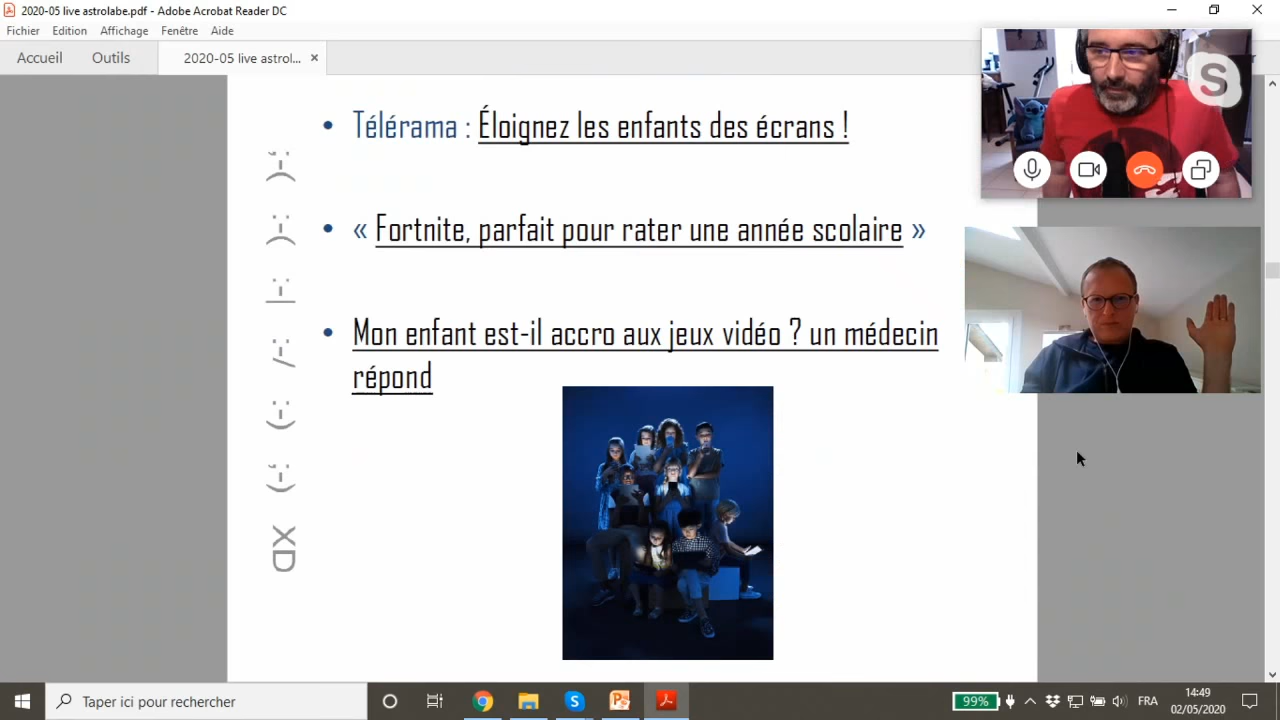 2020-05 live astrolabe.pdf - Adobe Acrobat Reader DC
Fichier Edition Affichage Fenêtre Aide
Accueil Outils 2020-05 live astrol... ×
• Télérama : Éloignez les enfants des écrans !
• « Fortnite, parfait pour rater une année scolaire »
• Mon enfant est-il accro aux jeux vidéo ? un médecin
répond
;-(
:-(
:-|
:-/
:-)
;-)
XD
S
Taper ici pour rechercher
99%
FRA
14:49
02/05/2020